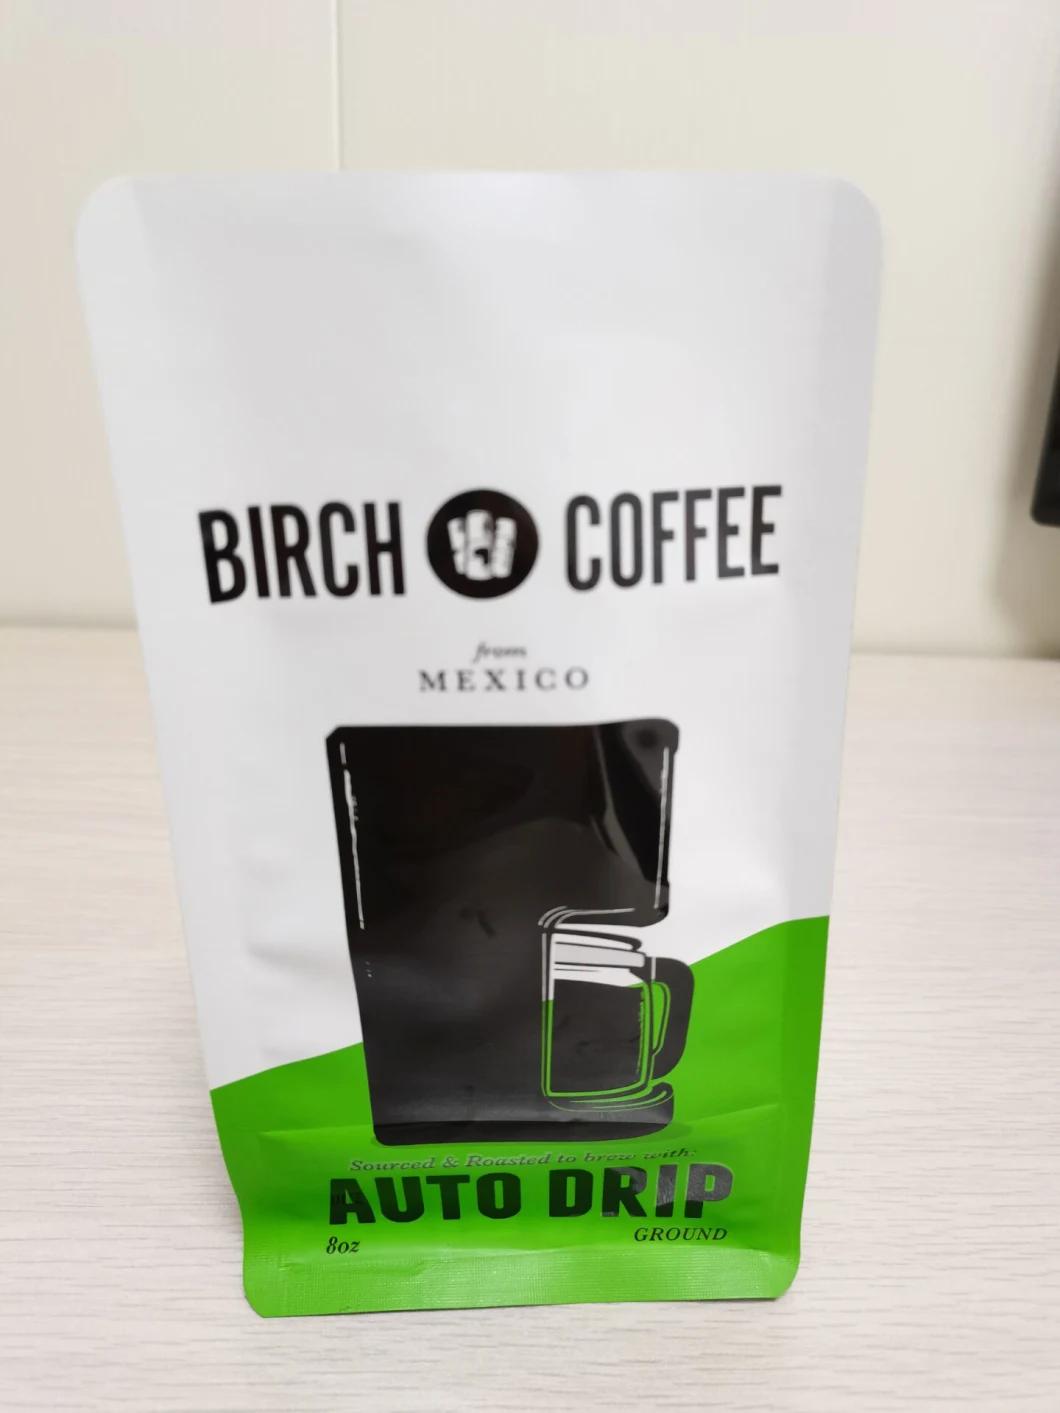 BIRCH COFFEE
from
MEXICO
Sourced & Roasted to brew with:
AUTO DRIP
8oz
GROUND